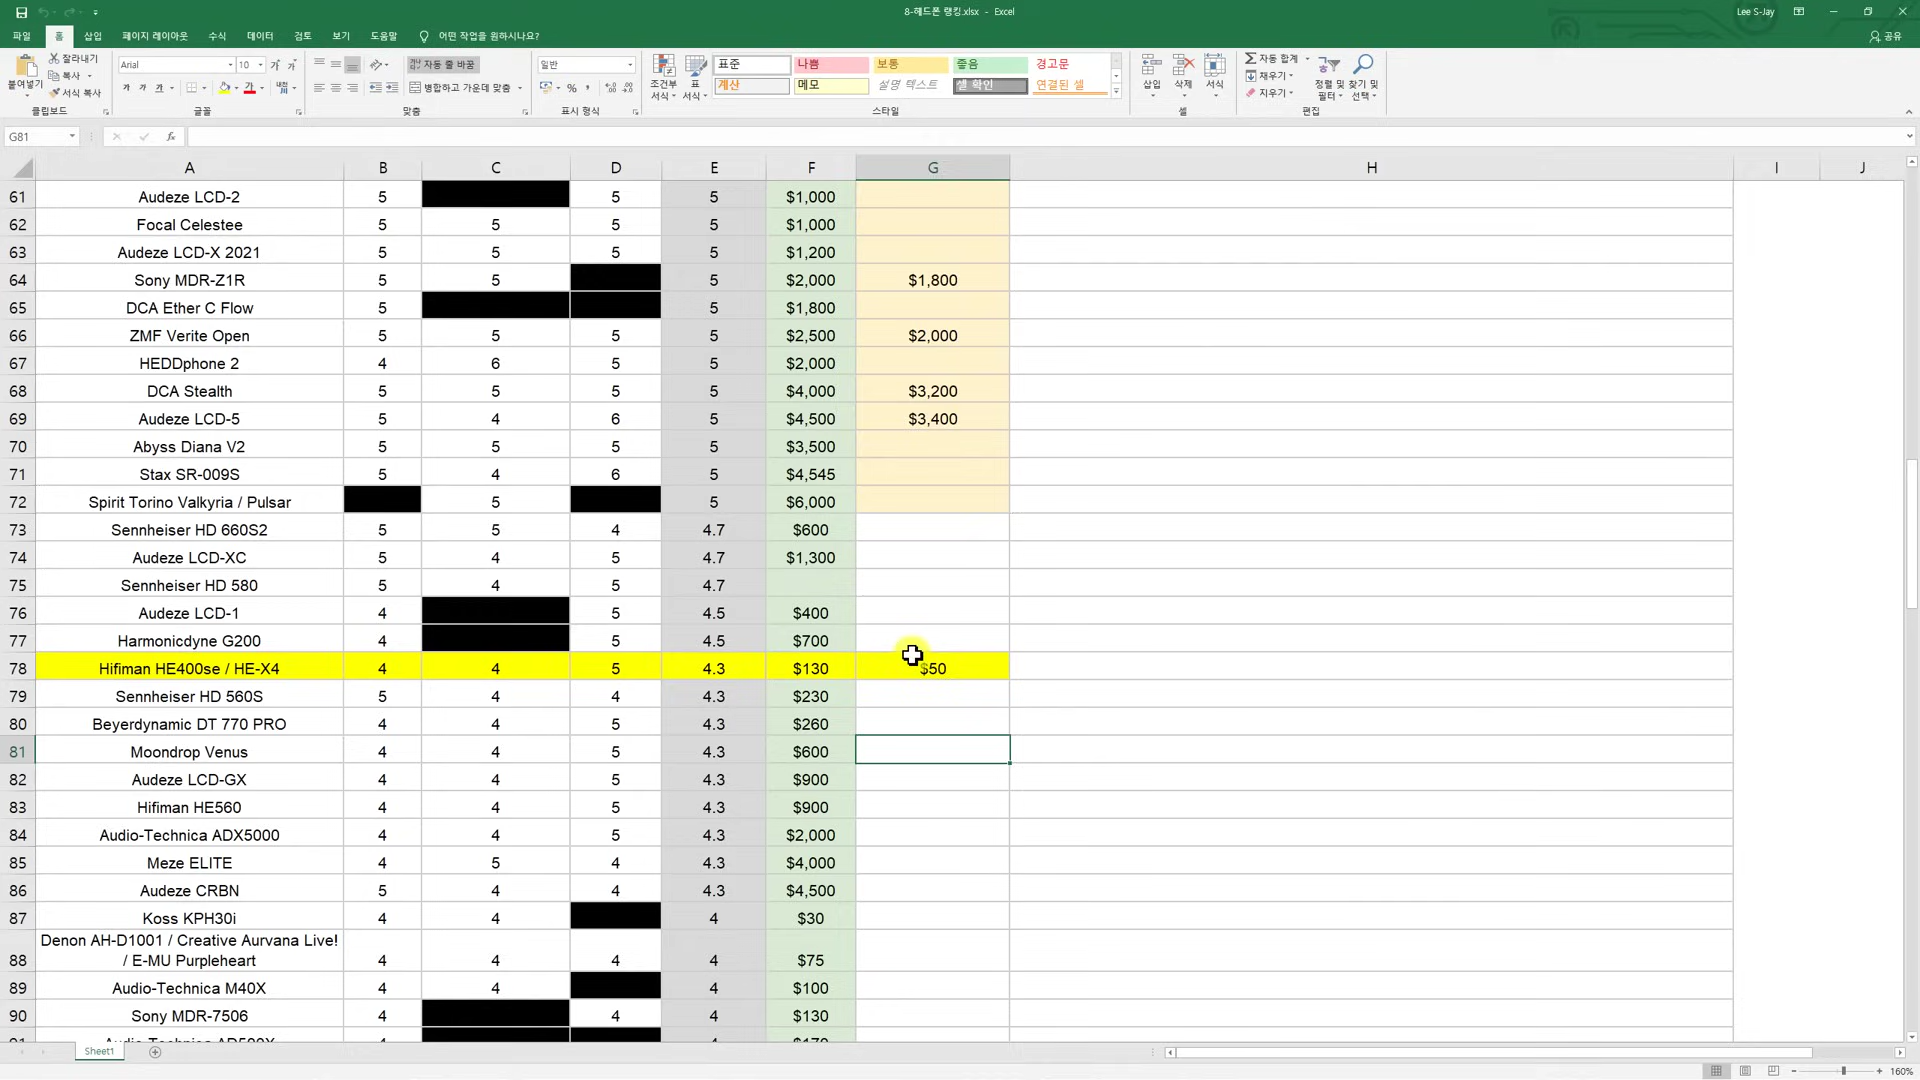 8-헤드폰 랭킹.xlsx - Excel
Lee S-Jay
파일 홈 삽입 페이지 레이아웃 수식 데이터 검토 보기 도움말 어떤 작업을 원하시나요? 공유
붙여넣기 잘라내기 복사 서식 복사 클립보드
Arial 10 가 가 가 가 가 글꼴
자동 줄 바꿈 병합하고 가운데 맞춤 맞춤
일반 % 표시 형식
조건부 서식 표 서식
표준 나쁨 보통 좋음 경고문
계산 메모 설명 텍스트 셀 확인 연결된 셀
스타일
삽입 삭제 서식 셀
자동 합계 채우기 지우기 정렬 및 필터 찾기 및 선택 편집
G81 fx
A B C D E F G H I J
61 Audeze LCD-2 5 5 5 $1,000
62 Focal Celestee 5 5 5 5 $1,000
63 Audeze LCD-X 2021 5 5 5 5 $1,200
64 Sony MDR-Z1R 5 5 5 $2,000 $1,800
65 DCA Ether C Flow 5 5 $1,800
66 ZMF Verite Open 5 5 5 5 $2,500 $2,000
67 HEDDphone 2 4 6 5 5 $2,000
68 DCA Stealth 5 5 5 5 $4,000 $3,200
69 Audeze LCD-5 5 4 6 5 $4,500 $3,400
70 Abyss Diana V2 5 5 5 5 $3,500
71 Stax SR-009S 5 4 6 5 $4,545
72 Spirit Torino Valkyria / Pulsar 5 5 $6,000
73 Sennheiser HD 660S2 5 5 4 4.7 $600
74 Audeze LCD-XC 5 4 5 4.7 $1,300
75 Sennheiser HD 580 5 4 5 4.7
76 Audeze LCD-1 4 5 4.5 $400
77 Harmonicdyne G200 4 5 4.5 $700
78 Hifiman HE400se / HE-X4 4 4 5 4.3 $130 $50
79 Sennheiser HD 560S 5 4 4 4.3 $230
80 Beyerdynamic DT 770 PRO 4 4 5 4.3 $260
81 Moondrop Venus 4 4 5 4.3 $600
82 Audeze LCD-GX 4 4 5 4.3 $900
83 Hifiman HE560 4 4 5 4.3 $900
84 Audio-Technica ADX5000 4 4 5 4.3 $2,000
85 Meze ELITE 4 5 4 4.3 $4,000
86 Audeze CRBN 5 4 4 4.3 $4,500
87 Koss KPH30i 4 4 4 $30
Denon AH-D1001 / Creative Aurvana Live!
88 / E-MU Purpleheart 4 4 4 4 $75
89 Audio-Technica M40X 4 4 4 $100
90 Sony MDR-7506 4 4 4 $130
Sheet1
160%